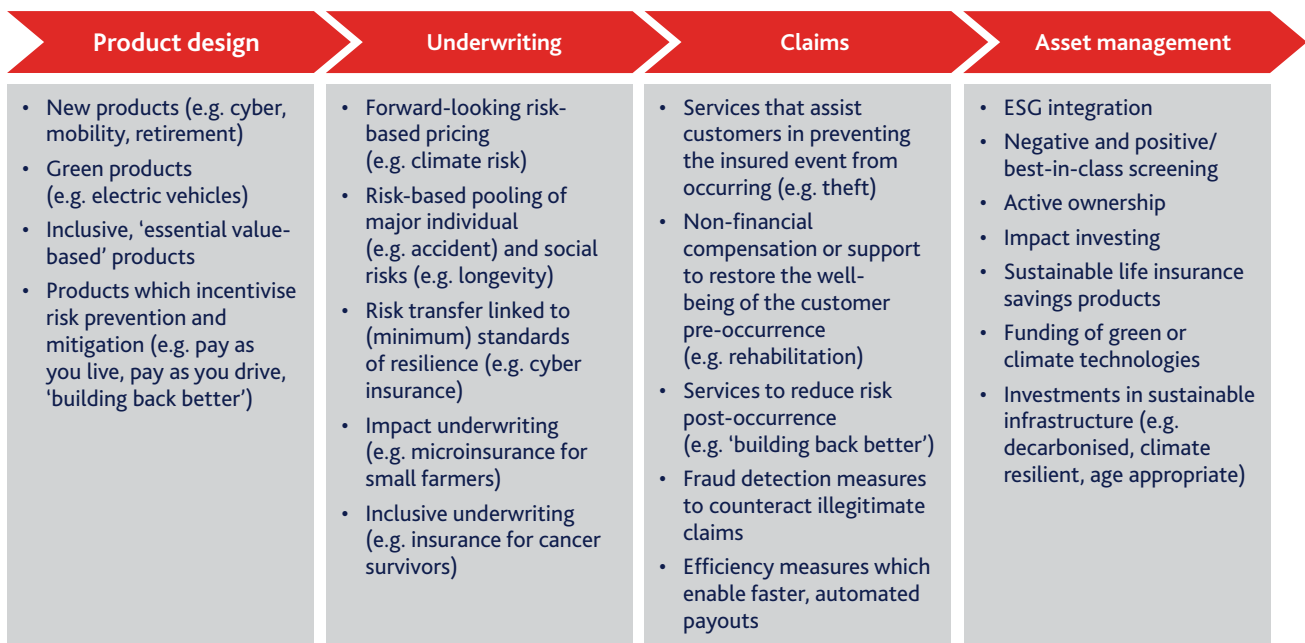 Product design
Underwriting
Claims
Asset management
• New products (e.g. cyber,
mobility, retirement)
• Green products
(e.g. electric vehicles)
• Inclusive, ‘essential value-
based’ products
• Products which incentivise
risk prevention and
mitigation (e.g. pay as
you live, pay as you drive,
‘building back better’)
• Forward-looking risk-
based pricing
(e.g. climate risk)
• Risk-based pooling of
major individual
(e.g. accident) and social
risks (e.g. longevity)
• Risk transfer linked to
(minimum) standards
of resilience (e.g. cyber
insurance)
• Impact underwriting
(e.g. microinsurance for
small farmers)
• Inclusive underwriting
(e.g. insurance for cancer
survivors)
• Services that assist
customers in preventing
the insured event from
occurring (e.g. theft)
• Non-financial
compensation or support
to restore the well-
being of the customer
pre-occurrence
(e.g. rehabilitation)
• Services to reduce risk
post-occurrence
(e.g. ‘building back better’)
• Fraud detection measures
to counteract illegitimate
claims
• Efficiency measures which
enable faster, automated
payouts
• ESG integration
• Negative and positive/
best-in-class screening
• Active ownership
• Impact investing
• Sustainable life insurance
savings products
• Funding of green or
climate technologies
• Investments in sustainable
infrastructure (e.g.
decarbonised, climate
resilient, age appropriate)